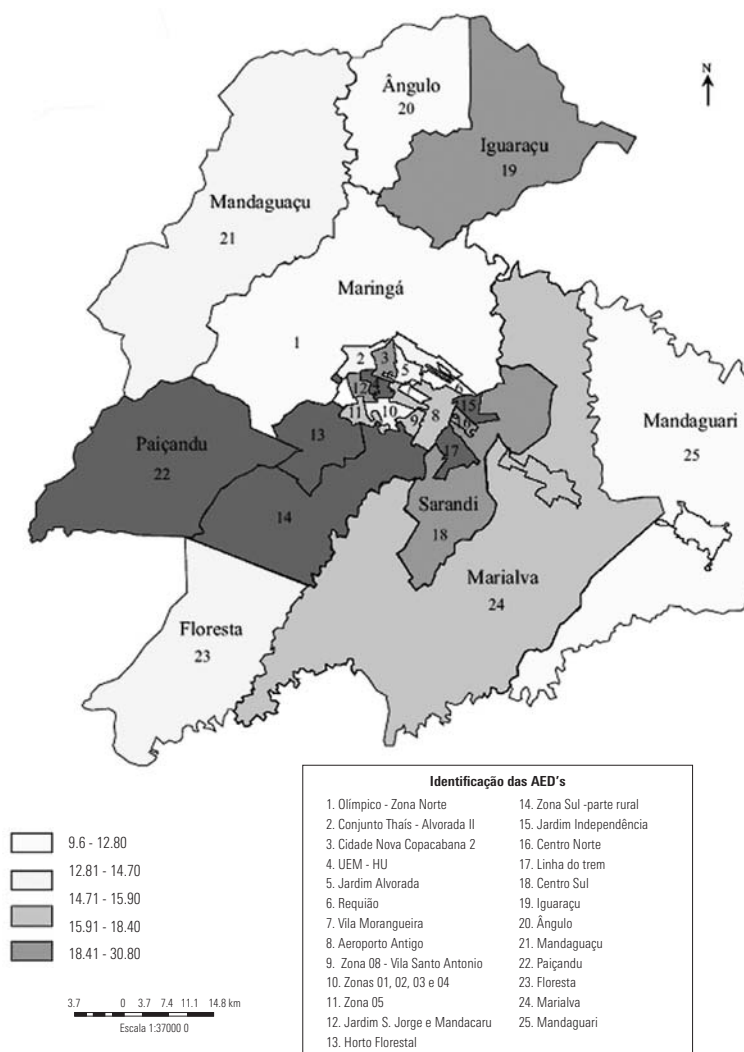 Ângulo
20
N
Iguaraçu
19
Mandaguaçu
21
Maringá
1
2
3
5
6
12
4
15
11
10
9
8
16
Mandaguari
25
13
17
Paiçandu
22
14
Sarandi
18
Marialva
24
Floresta
23
Identificação das AED's
1. Olímpico - Zona Norte
2. Conjunto Thaís - Alvorada II
3. Cidade Nova Copacabana 2
4. UEM - HU
5. Jardim Alvorada
6. Requião
7. Vila Morangueira
8. Aeroporto Antigo
9. Zona 08 - Vila Santo Antonio
10. Zonas 01, 02, 03 e 04
11. Zona 05
12. Jardim S. Jorge e Mandacaru
13. Horto Florestal
14. Zona Sul -parte rural
15. Jardim Independência
16. Centro Norte
17. Linha do trem
18. Centro Sul
19. Iguaraçu
20. Ângulo
21. Mandaguaçu
22. Paiçandu
23. Floresta
24. Marialva
25. Mandaguari
9.6 - 12.80
12.81 - 14.70
14.71 - 15.90
15.91 - 18.40
18.41 - 30.80
3.7 0 3.7 7.4 11.1 14.8 km
Escala 1:37000 0